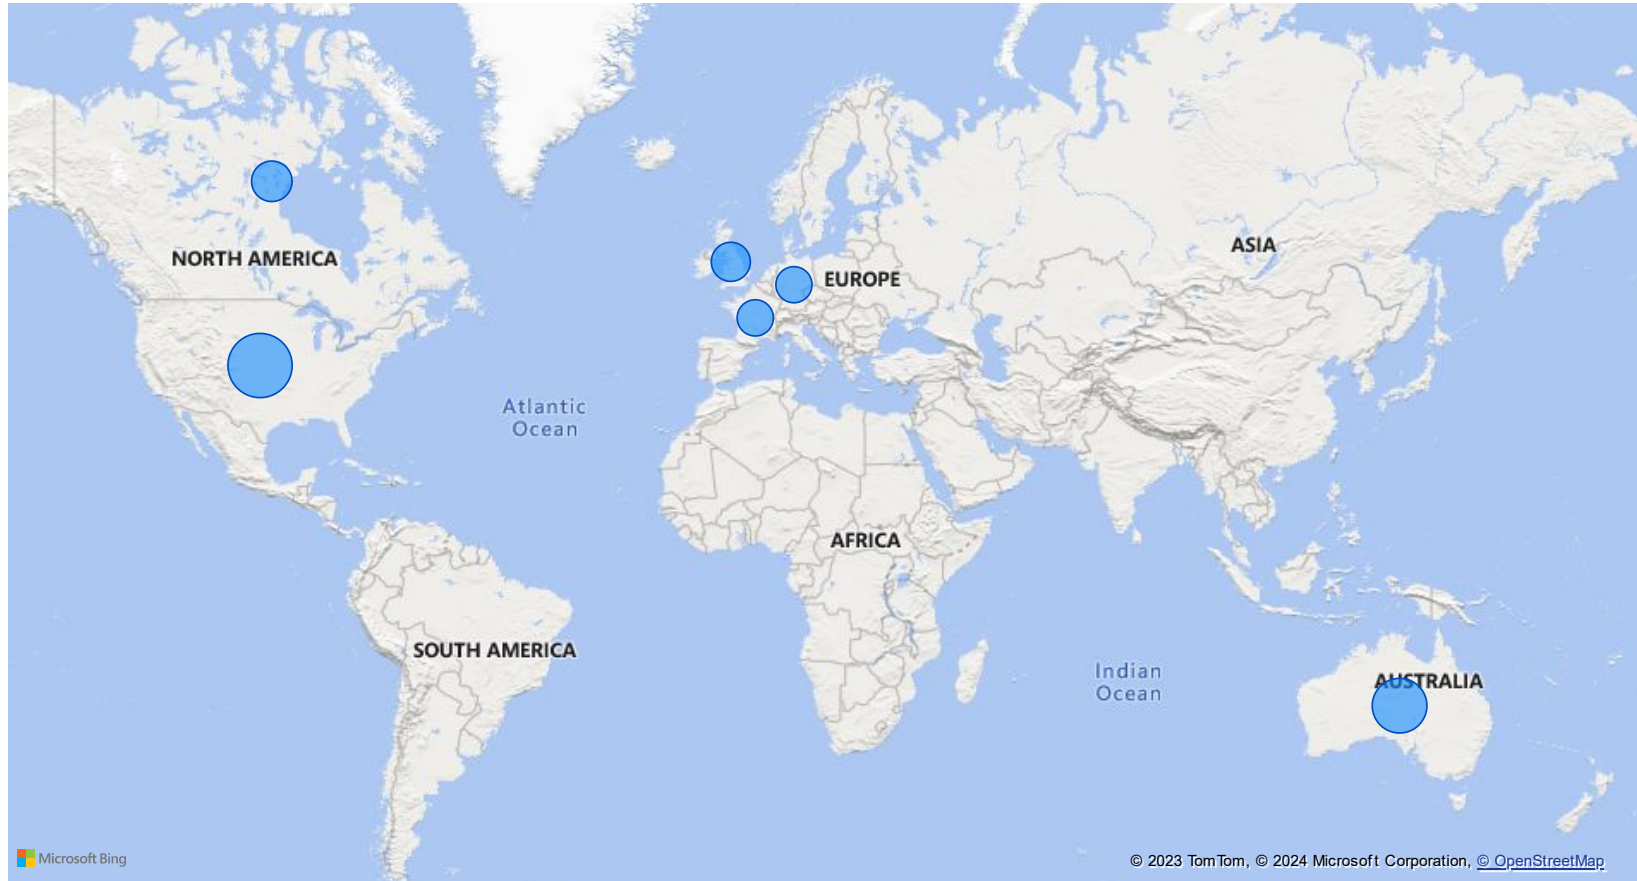 NORTH AMERICA
ASIA
EUROPE
Atlantic
Ocean
AFRICA
SOUTH AMERICA
Indian
Ocean
AUSTRALIA
Microsoft Bing
© 2023 TomTom, © 2024 Microsoft Corporation, © OpenStreetMap